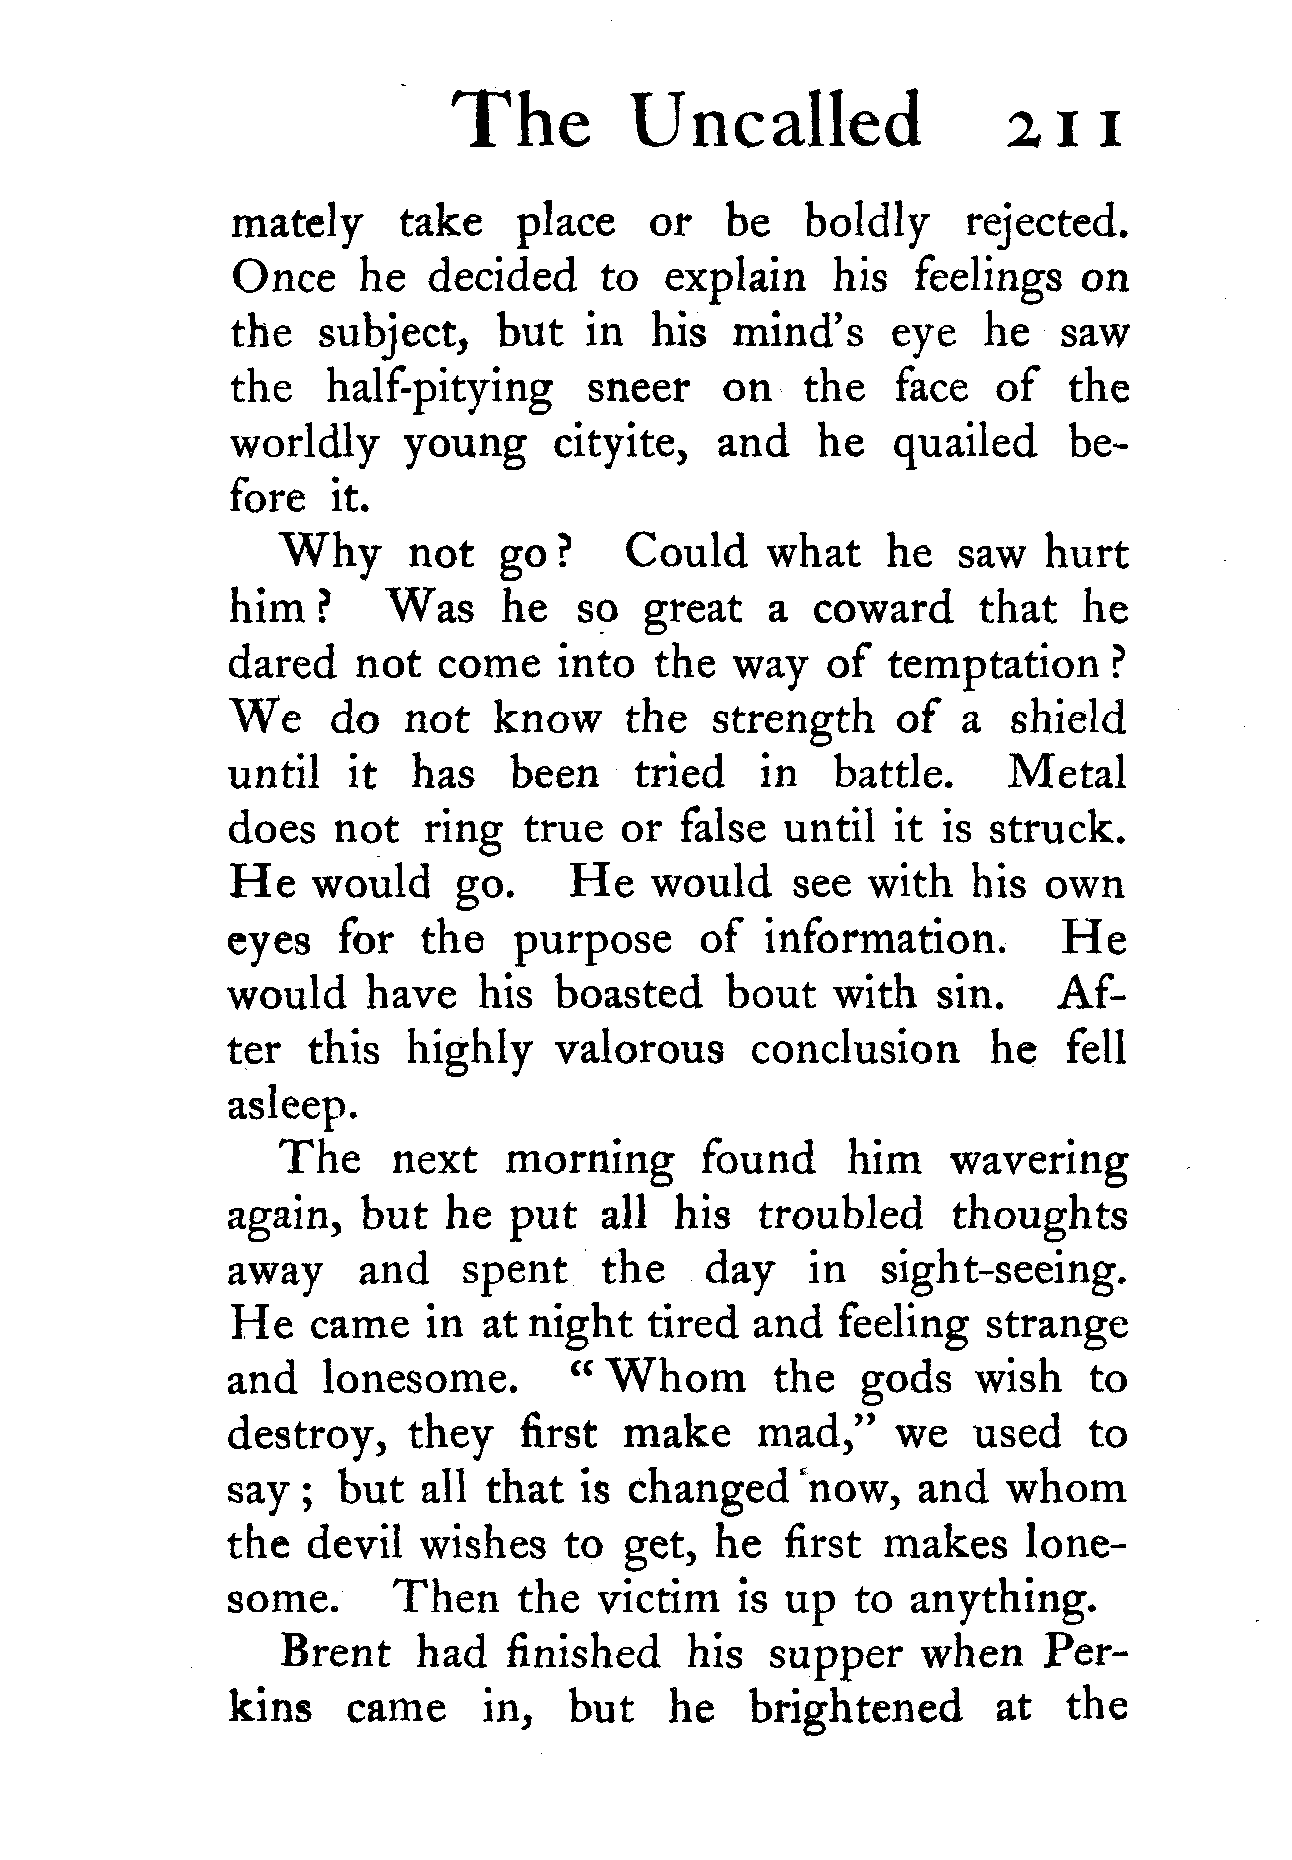 The Uncalled 211
mately take place or be boldly rejected.
Once he decided to explain his feelings on
the subject, but in his mind's eye he saw
the half-pitying sneer on the face of the
worldly young cityite, and he quailed be-
fore it.
Why not go? Could what he saw hurt
him? Was he so great a coward that he
dared not come into the way of temptation?
We do not know the strength of a shield
until it has been tried in battle. Metal
does not ring true or false until it is struck.
He would go. He would see with his own
eyes for the purpose of information. He
would have his boasted bout with sin. Af-
ter this highly valorous conclusion he fell
asleep.
The next morning found him wavering
again, but he put all his troubled thoughts
away and spent the day in sight-seeing.
He came in at night tired and feeling strange
and lonesome. "Whom the gods wish to
destroy, they first make mad," we used to
say; but all that is changed now, and whom
the devil wishes to get, he first makes lone-
some. Then the victim is up to anything.
Brent had finished his supper when Per-
kins came in, but he brightened at the